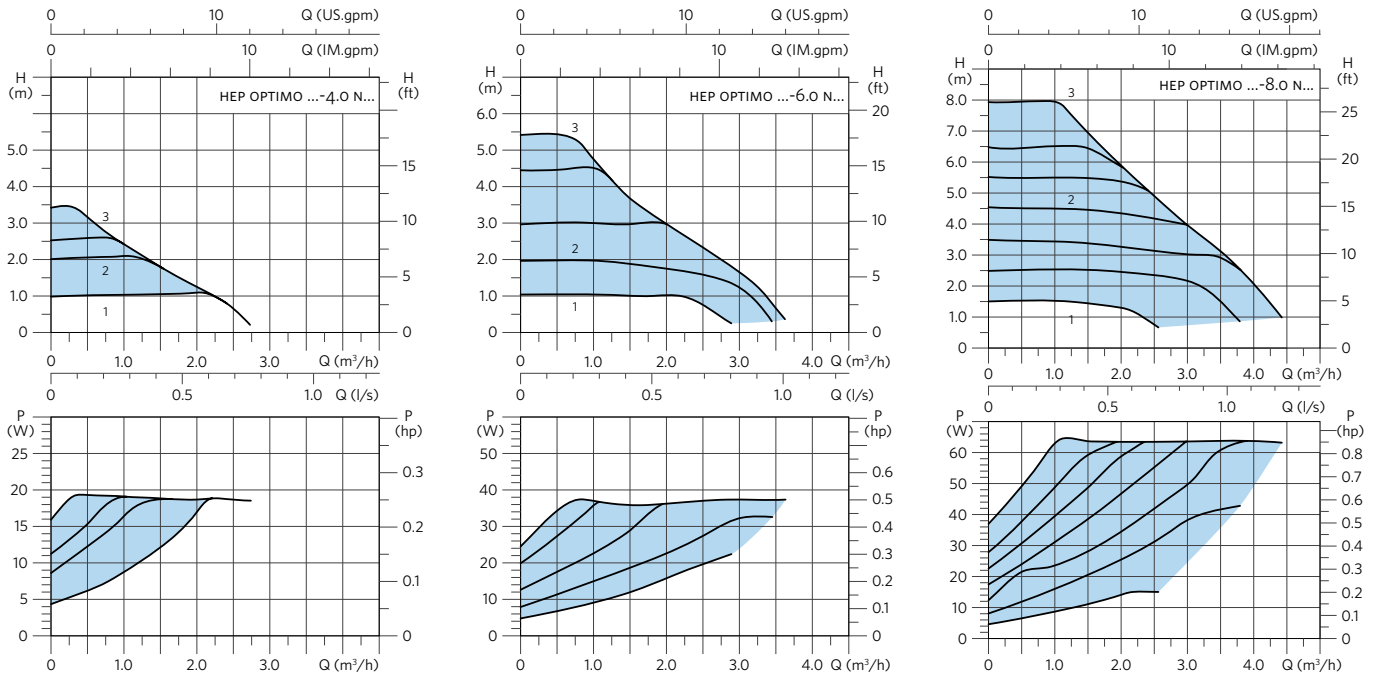 0 10 Q (US.gpm)
0 10 Q (IM.gpm)
H (m) H (ft)
HEP OPTIMO ...-4.0 N...
5.0 15
4.0
3.0 10
2.0 5
1.0
0 0
3
2
1
0 1.0 2.0 3.0 Q (m³/h)
0 0.5 1.0 Q (l/s)
P (W) P (hp)
25 0.3
20
15 0.2
10 0.1
5
0 0
0 1.0 2.0 3.0 Q (m³/h)
0 10 Q (US.gpm)
0 10 Q (IM.gpm)
H (m) H (ft)
HEP OPTIMO ...-6.0 N...
6.0 20
5.0 15
4.0
3.0 10
2.0 5
1.0
0 0
3
2
1
0 1.0 2.0 3.0 4.0 Q (m³/h)
0 0.5 1.0 Q (l/s)
P (W) P (hp)
50 0.6
40 0.5
30 0.4
20 0.3
10 0.2
0 0.1
0
0 1.0 2.0 3.0 4.0 Q (m³/h)
0 10 Q (US.gpm)
0 10 Q (IM.gpm)
H (m) H (ft)
HEP OPTIMO ...-8.0 N...
8.0 25
7.0
6.0 20
5.0 15
4.0
3.0 10
2.0 5
1.0
0 0
3
2
1
0 1.0 2.0 3.0 4.0 Q (m³/h)
0 0.5 1.0 Q (l/s)
P (W) P (hp)
60 0.8
50 0.7
40 0.6
30 0.5
20 0.4
10 0.3
0 0.2
0.1
0
0 1.0 2.0 3.0 4.0 Q (m³/h)